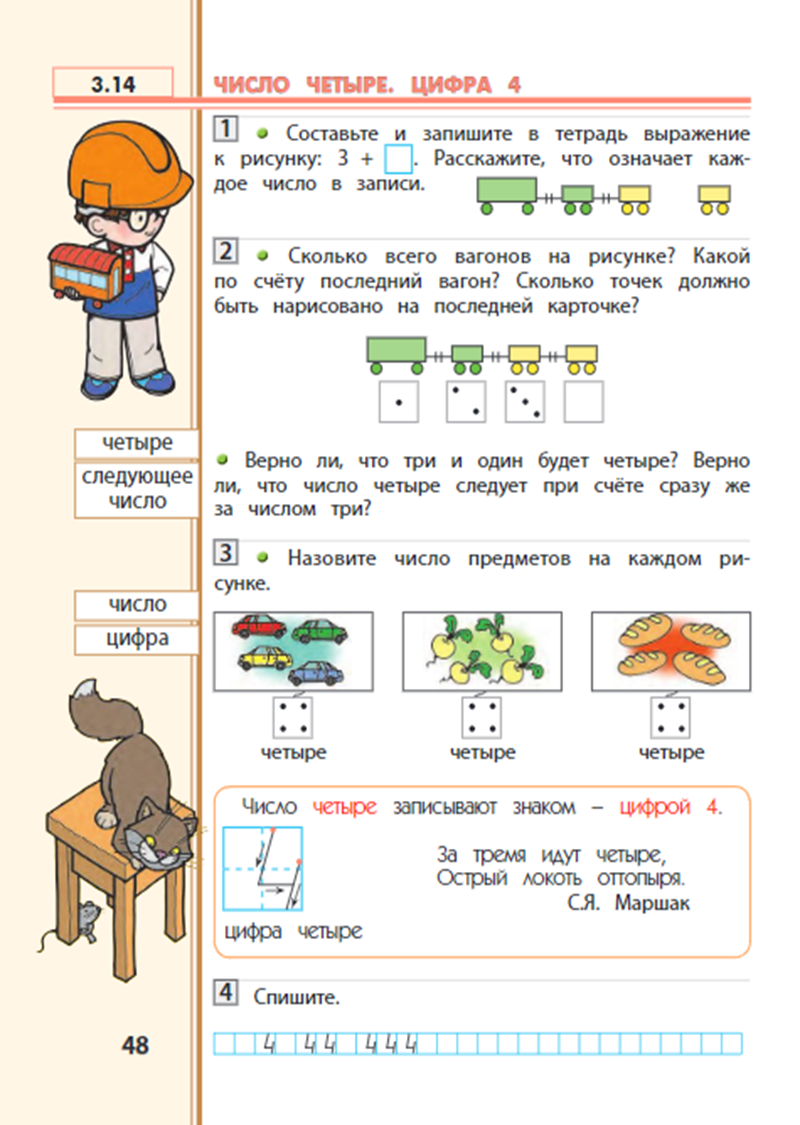 3.14
ЧИСЛО ЧЕТЫРЕ. ЦИФРА 4
1 • Составьте и запишите в тетрадь выражение
к рисунку: 3 + □. Расскажите, что означает каж-
дое число в записи.
2 • Сколько всего вагонов на рисунке? Какой
по счёту последний вагон? Сколько точек должно
быть нарисовано на последней карточке?
четыре
следующее
число
• Верно ли, что три и один будет четыре? Верно
ли, что число четыре следует при счёте сразу же
за числом три?
3 • Назовите число предметов на каждом ри-
сунке.
число
цифра
четыре четыре четыре
Число четыре записывают знаком – цифрой 4.
За тремя идут четыре,
Острый локоть оттопыря.
С.Я. Маршак
цифра четыре
4 Спишите.
48
4 4 4 4 4 4